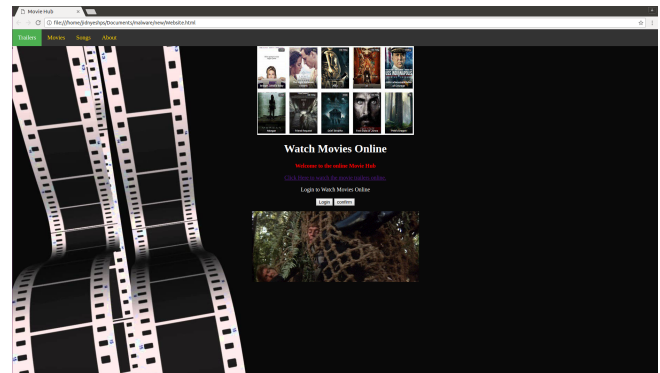 Movie Hub
file:///home/jidnyeshps/Documents/malware/new/Website.html
Trailers Movies Songs About
Watch Movies Online
Welcome to the online Movie Hub
Click Here to watch the movie trailers online
Login to Watch Movies Online
Login confirm